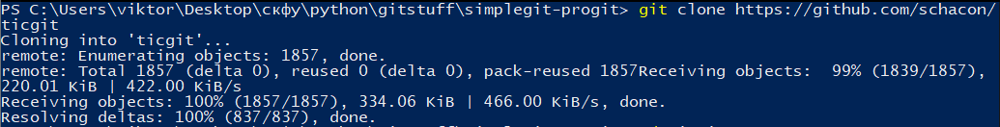 PS C:\Users\viktor\Desktop\скфу\python\gitstuff\simplegit-progit> git clone https://github.com/schacon/
ticgit
Cloning into 'ticgit'...
remote: Enumerating objects: 1857, done.
remote: Total 1857 (delta 0), reused 0 (delta 0), pack-reused 1857Receiving objects:  99% (1839/1857),
220.01 KiB | 422.00 KiB/s
Receiving objects: 100% (1857/1857), 334.06 KiB | 466.00 KiB/s, done.
Resolving deltas: 100% (837/837), done.